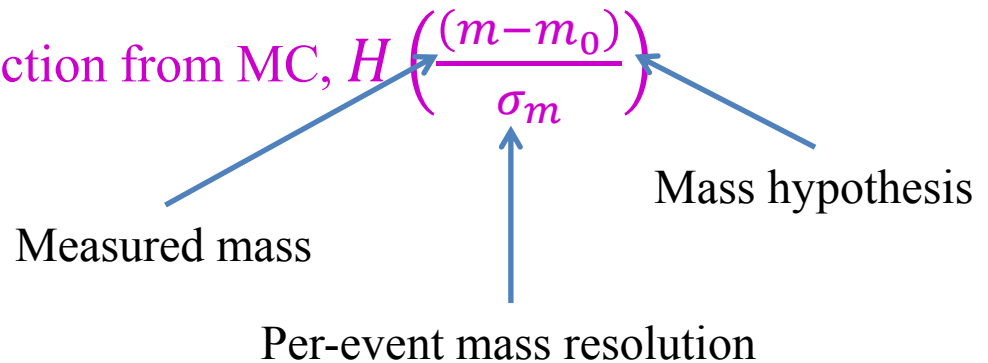 ction from MC, H ((m−m₀)/σₘ)
Mass hypothesis
Measured mass
Per-event mass resolution